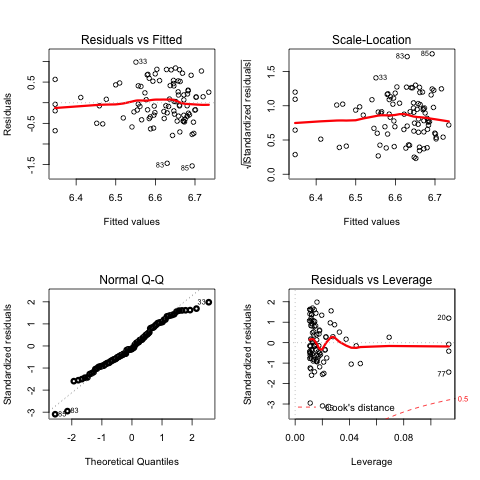 Residuals vs Fitted
Residuals
0.5
-0.5
-1.5
33
83
85
6.4 6.5 6.6 6.7
Fitted values
Scale-Location
√|Standardized residuals|
0.0 0.5 1.0 1.5
83
85
33
6.4 6.5 6.6 6.7
Fitted values
Normal Q-Q
Standardized residuals
-3 -2 -1 0 1 2
33
83
85
-2 -1 0 1 2
Theoretical Quantiles
Residuals vs Leverage
Standardized residuals
-3 -2 -1 0 1 2
20
77
Cook's distance
0.5
0.00 0.04 0.08
Leverage